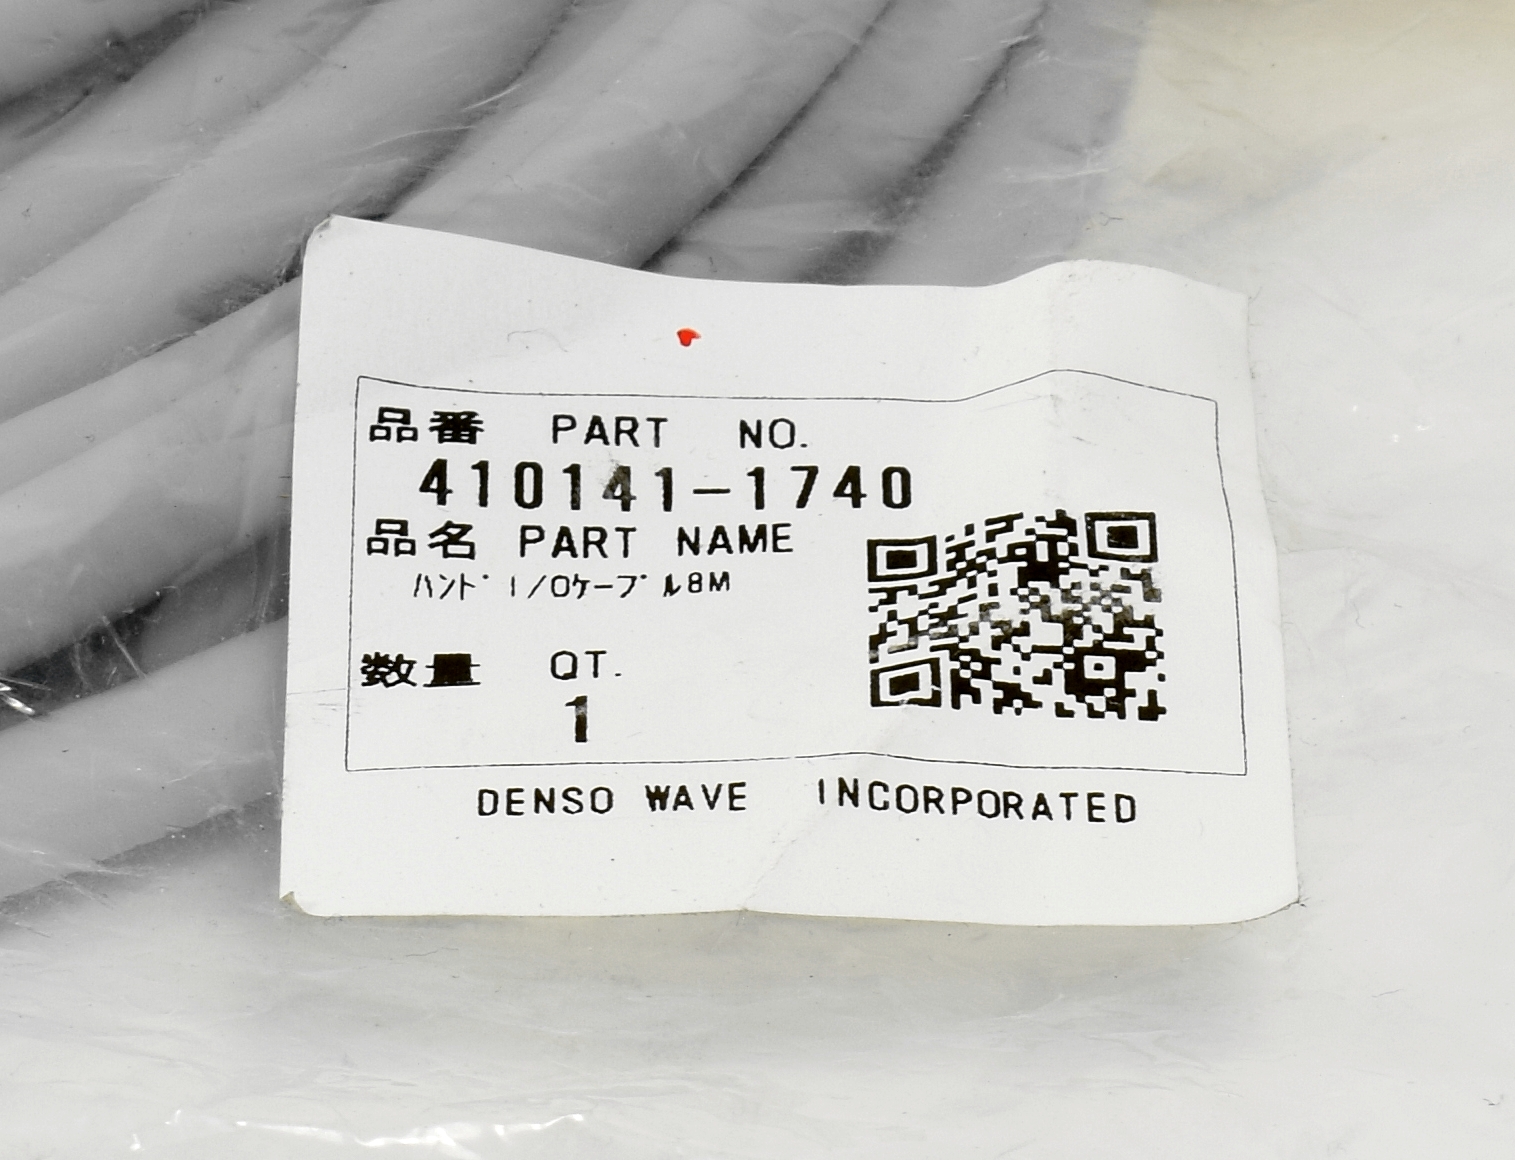 品番 PART NO.
410141-1740
品名 PART NAME
ﾊﾝﾄﾞI/Oｹｰﾌﾞﾙ8M
数量 QT.
1
DENSO WAVE INCORPORATED